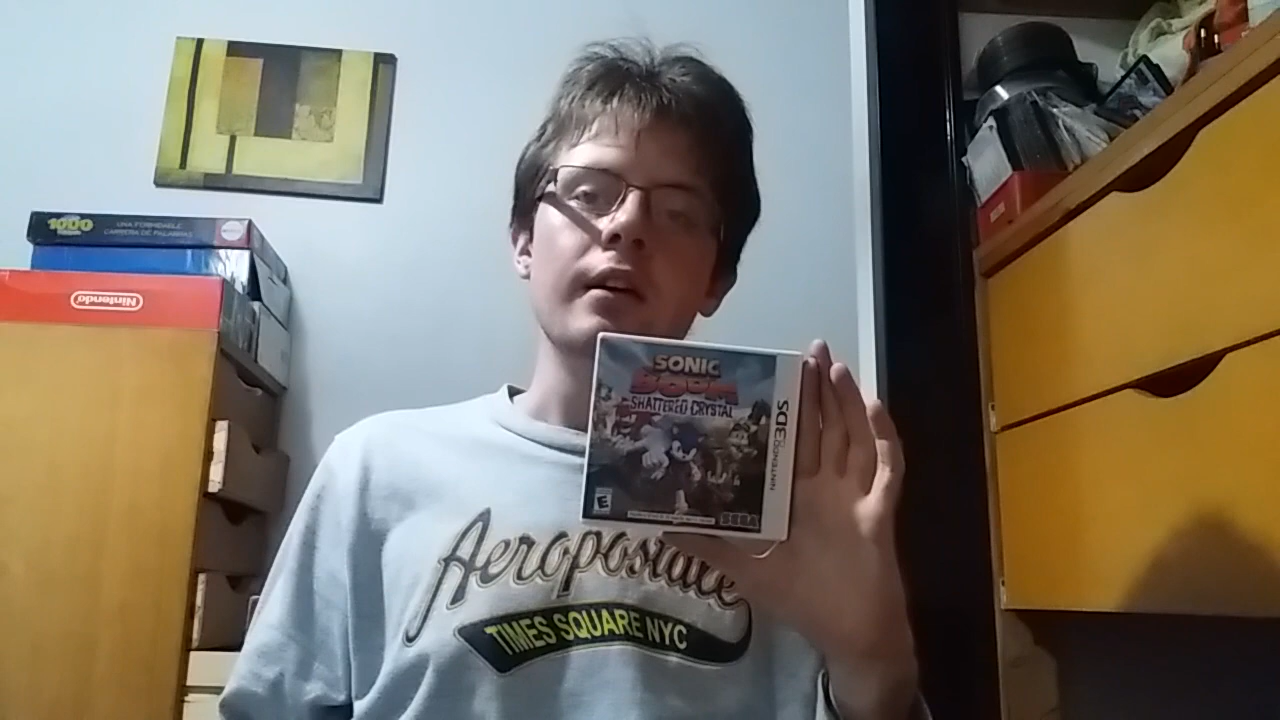 1000
UNA FORMIDABLE
CARRERA DE PALABRAS
Nintendo
SONIC
BOOM
SHATTERED CRYSTAL
NINTENDO 3DS
E
SEGA
Aeropostale
TIMES SQUARE NYC